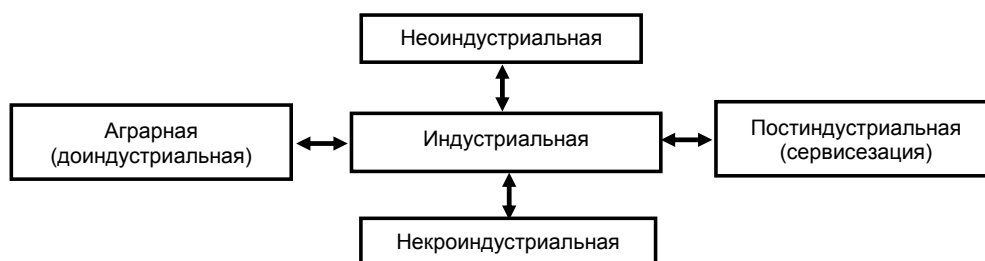 Неоиндустриальная
Аграрная
(доиндустриальная)
Индустриальная
Постиндустриальная
(сервисезация)
Некроиндустриальная